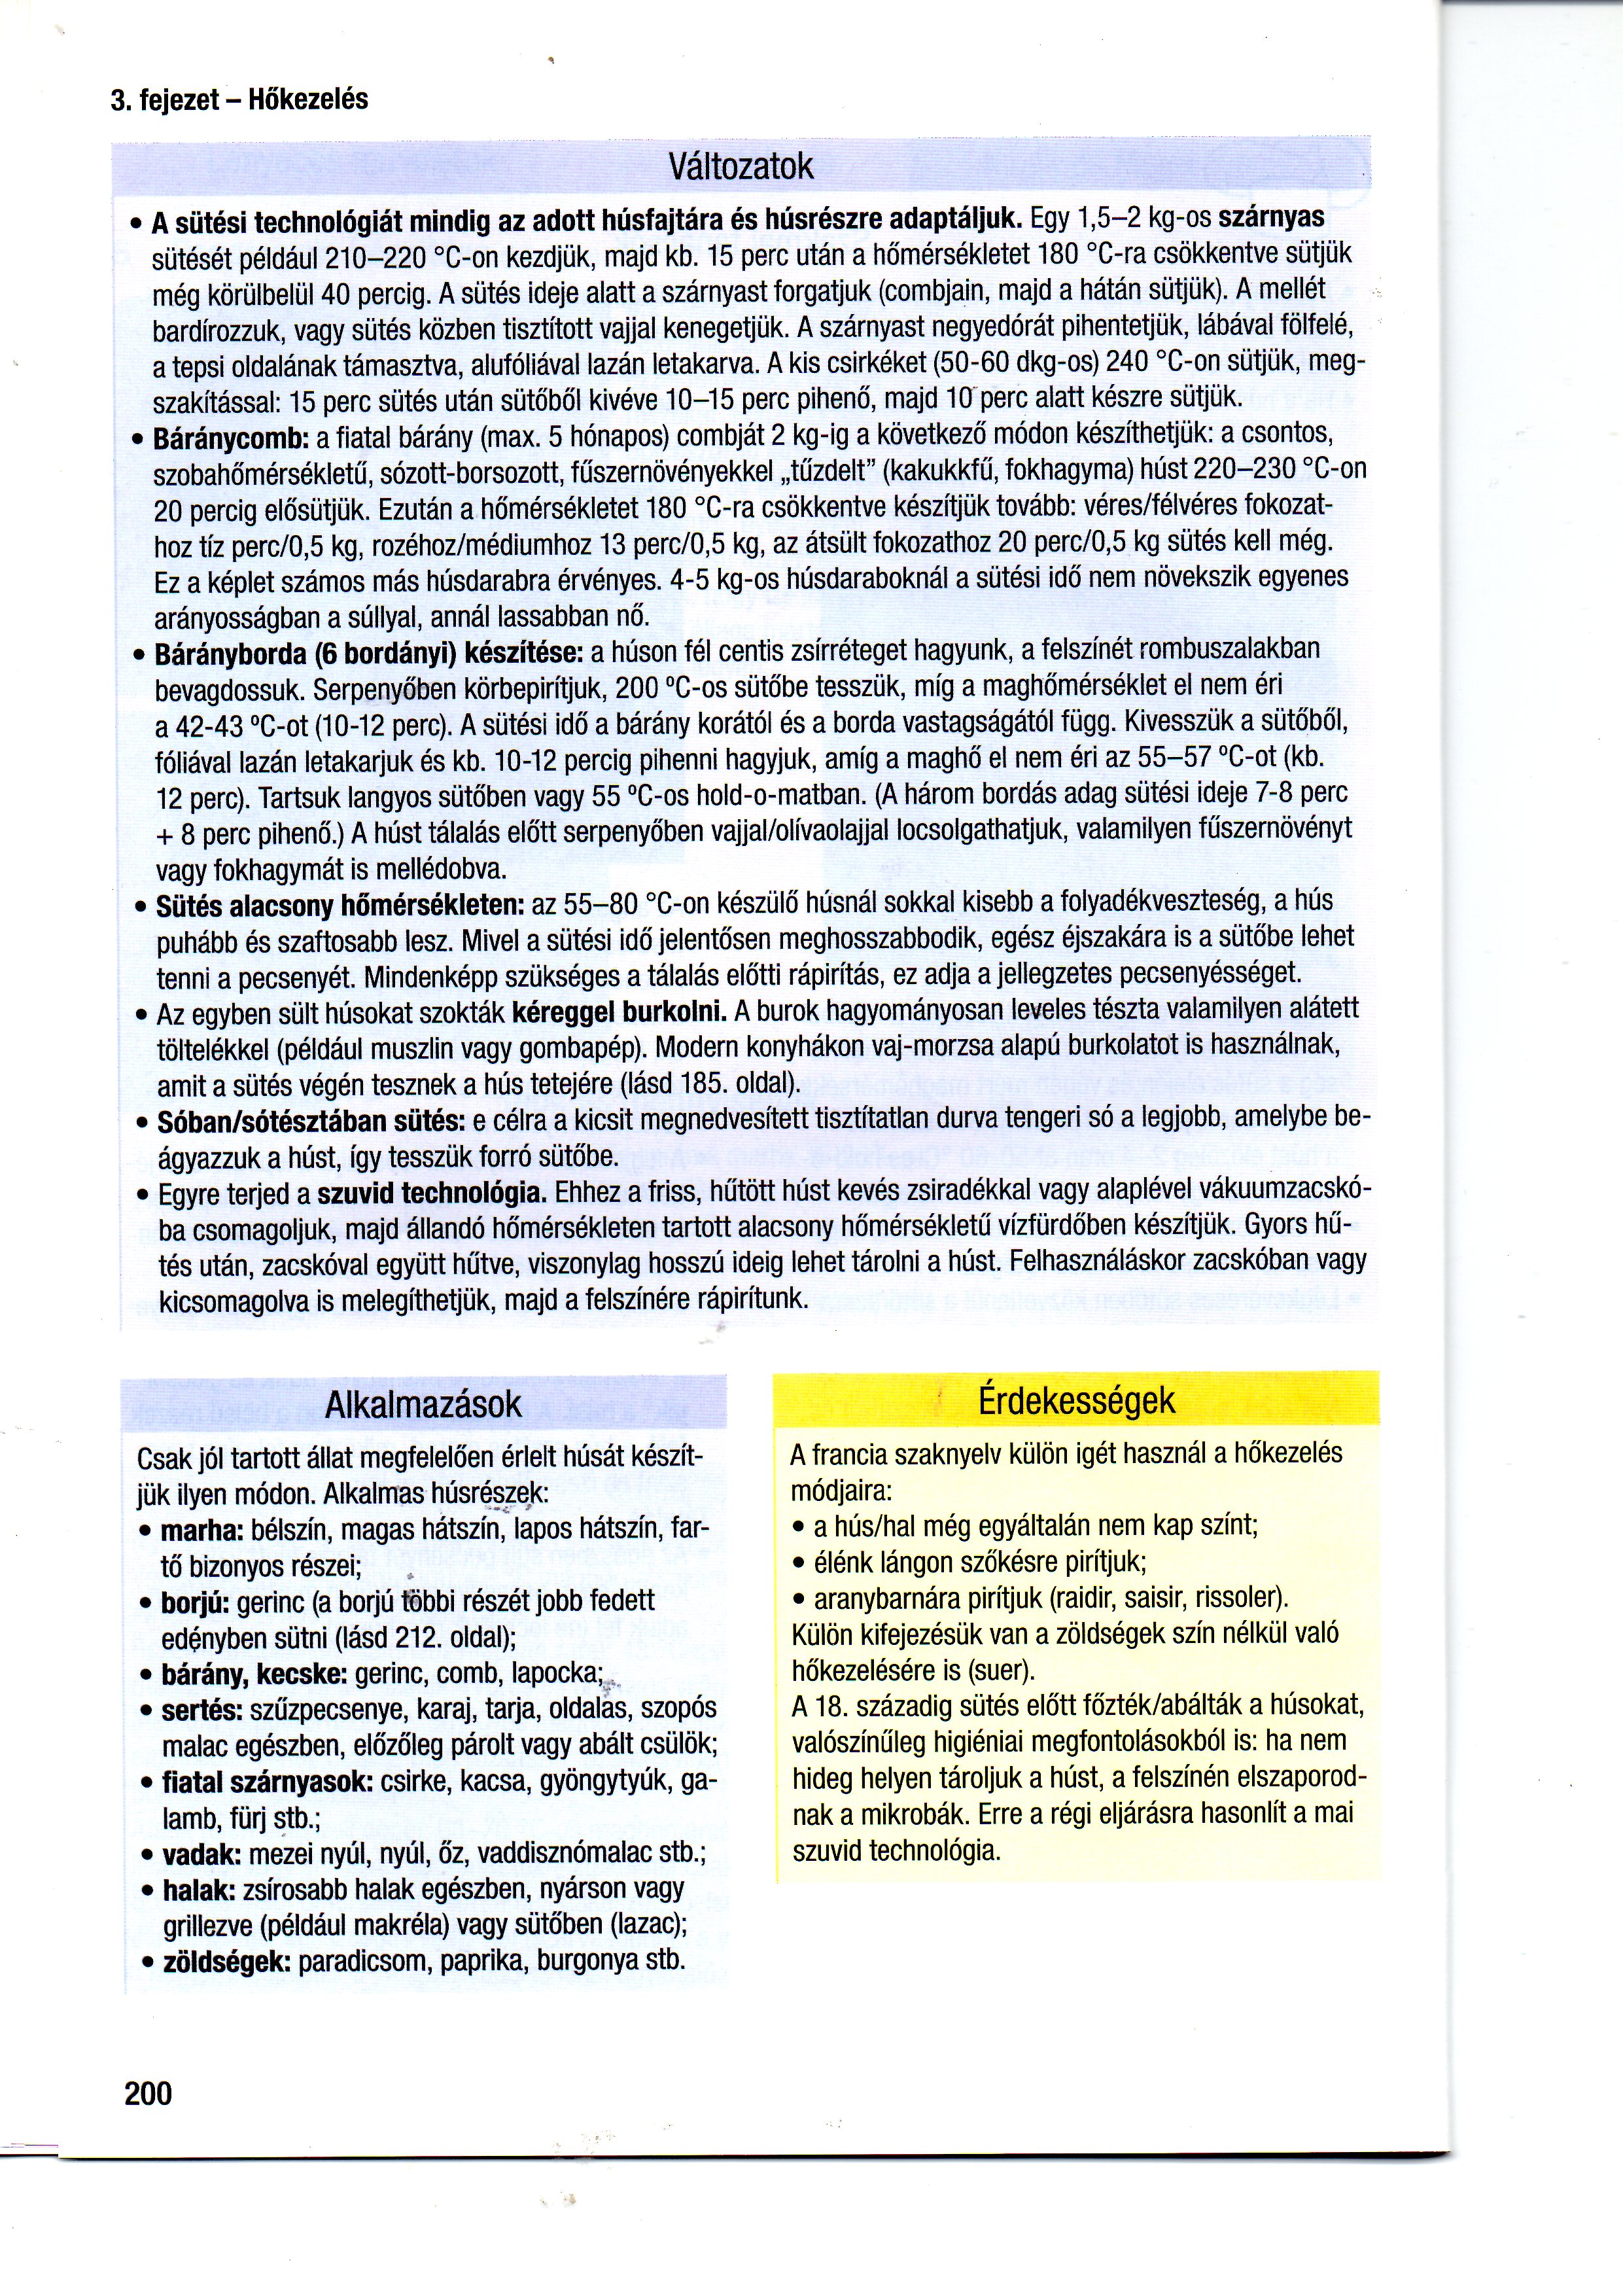 3. fejezet – Hőkezelés
Változatok
• A sütési technológiát mindig az adott húsfajtára és húsrészre adaptáljuk. Egy 1,5–2 kg-os szárnyas
sütését például 210–220 °C-on kezdjük, majd kb. 15 perc után a hőmérsékletet 180 °C-ra csökkentve sütjük
még körülbelül 40 percig. A sütés ideje alatt a szárnyast forgatjuk (combjain, majd a hátán sütjük). A mellét
bardírozzuk, vagy sütés közben tisztított vajjal kenegetjük. A szárnyast negyedórát pihentetjük, lábával fölfelé,
a tepsi oldalának támasztva, alufóliával lazán letakarva. A kis csirkéket (50-60 dkg-os) 240 °C-on sütjük, meg-
szakítással: 15 perc sütés után sütőből kivéve 10–15 perc pihenő, majd 10 perc alatt készre sütjük.
• Báránycomb: a fiatal bárány (max. 5 hónapos) combját 2 kg-ig a következő módon készíthetjük: a csontos,
szobahőmérsékletű, sózott-borsozott, fűszernövényekkel „tűzdelt” (kakukkfű, fokhagyma) húst 220–230 °C-on
20 percig elősütjük. Ezután a hőmérsékletet 180 °C-ra csökkentve készítjük tovább: véres/félvéres fokozat-
hoz tíz perc/0,5 kg, rozéhoz/médiumhoz 13 perc/0,5 kg, az átsült fokozathoz 20 perc/0,5 kg sütés kell még.
Ez a képlet számos más húsdarabra érvényes. 4-5 kg-os húsdaraboknál a sütési idő nem növekszik egyenes
arányosságban a súllyal, annál lassabban nő.
• Bárányborda (6 bordányi) készítése: a húson fél centis zsírréteget hagyunk, a felszínét rombuszalakban
bevagdossuk. Serpenyőben körbepirítjuk, 200 °C-os sütőbe tesszük, míg a maghőmérséklet el nem éri
a 42-43 °C-ot (10-12 perc). A sütési idő a bárány korától és a borda vastagságától függ. Kivesszük a sütőből,
fóliával lazán letakarjuk és kb. 10-12 percig pihenni hagyjuk, amíg a maghő el nem éri az 55–57 °C-ot (kb.
12 perc). Tartsuk langyos sütőben vagy 55 °C-os hold-o-matban. (A három bordás adag sütési ideje 7-8 perc
+ 8 perc pihenő.) A húst tálalás előtt serpenyőben vajjal/olívaolajjal locsolgathatjuk, valamilyen fűszernövényt
vagy fokhagymát is mellédobva.
• Sütés alacsony hőmérsékleten: az 55–80 °C-on készülő húsnál sokkal kisebb a folyadékveszteség, a hús
puhább és szaftosabb lesz. Mivel a sütési idő jelentősen meghosszabbodik, egész éjszakára is a sütőbe lehet
tenni a pecsenyét. Mindenképp szükséges a tálalás előtti rápirítás, ez adja a jellegzetes pecsenyésséget.
• Az egyben sült húsokat szokták kéreggel burkolni. A burok hagyományosan leveles tészta valamilyen alátett
töltelékkel (például muszlin vagy gombapép). Modern konyhákon vaj-morzsa alapú burkolatot is használnak,
amit a sütés végén tesznek a hús tetejére (lásd 185. oldal).
• Sóban/sótésztában sütés: e célra a kicsit megnedvesített tisztítatlan durva tengeri só a legjobb, amelybe be-
ágyazzuk a húst, így tesszük forró sütőbe.
• Egyre terjed a szuvid technológia. Ehhez a friss, hűtött húst kevés zsiradékkal vagy alaplével vákuumzacskó-
ba csomagoljuk, majd állandó hőmérsékleten tartott alacsony hőmérsékletű vízfürdőben készítjük. Gyors hű-
tés után, zacskóval együtt hűtve, viszonylag hosszú ideig lehet tárolni a húst. Felhasználáskor zacskóban vagy
kicsomagolva is melegíthetjük, majd a felszínére rápirítunk.
Alkalmazások
Csak jól tartott állat megfelelően érlelt húsát készít-
jük ilyen módon. Alkalmas húsrészek:
• marha: bélszín, magas hátszín, lapos hátszín, far-
tő bizonyos részei;
• borjú: gerinc (a borjú többi részét jobb fedett
edényben sütni (lásd 212. oldal);
• bárány, kecske: gerinc, comb, lapocka;
• sertés: szűzpecsenye, karaj, tarja, oldalas, szopós
malac egészben, előzőleg párolt vagy abált csülök;
• fiatal szárnyasok: csirke, kacsa, gyöngytyúk, ga-
lamb, fürj stb.;
• vadak: mezei nyúl, nyúl, őz, vaddisznómalac stb.;
• halak: zsírosabb halak egészben, nyárson vagy
grillezve (például makréla) vagy sütőben (lazac);
• zöldségek: paradicsom, paprika, burgonya stb.
Érdekességek
A francia szaknyelv külön igét használ a hőkezelés
módjaira:
• a hús/hal még egyáltalán nem kap színt;
• élénk lángon szőkésre pirítjuk;
• aranybarnára pirítjuk (raidir, saisir, rissoler).
Külön kifejezésük van a zöldségek szín nélkül való
hőkezelésére is (suer).
A 18. századig sütés előtt főzték/abálták a húsokat,
valószínűleg higiéniai megfontolásokból is: ha nem
hideg helyen tároljuk a húst, a felszínén elszaporod-
nak a mikrobák. Erre a régi eljárásra hasonlít a mai
szuvid technológia.
200